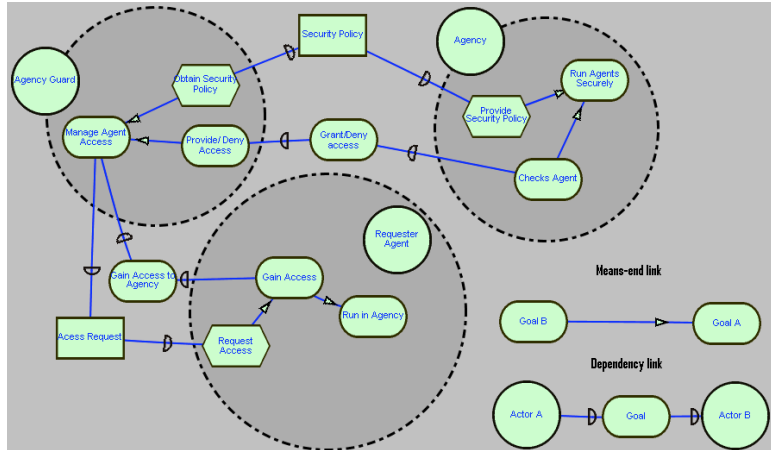 Security Policy
Agency
Agency Guard
Obtain Security
Policy
Run Agents
Securely
Provide
Security Policy
Manage Agent
Access
Provide/Deny
Access
Grant/Deny
access
Checks Agent
Requester
Agent
Gain Access to
Agency
Gain Access
Means-end link
Run in Agency
Goal B
Goal A
Acess Request
Request
Access
Dependency link
Actor A
Goal
Actor B